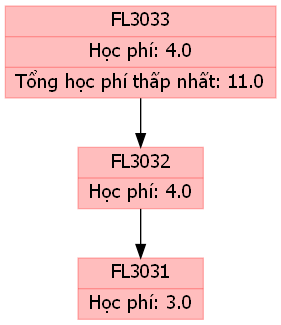 FL3033
Học phí: 4.0
Tổng học phí thấp nhất: 11.0
FL3032
Học phí: 4.0
FL3031
Học phí: 3.0